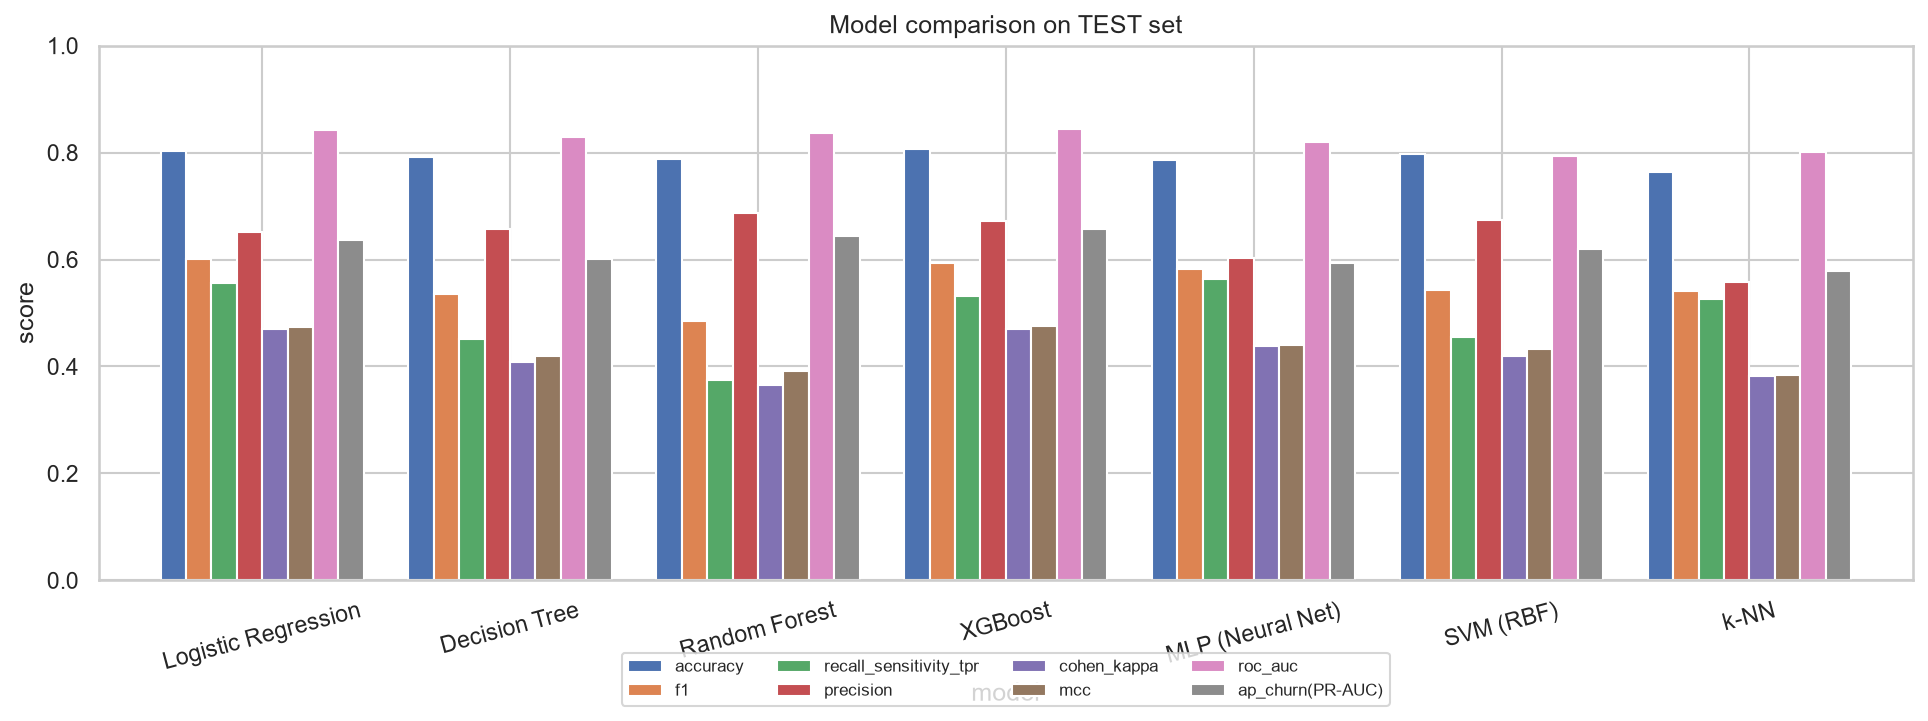 Model comparison on TEST set
1.0
0.8
0.6
0.4
0.2
0.0
score
Logistic Regression
Decision Tree
Random Forest
XGBoost
MLP (Neural Net)
SVM (RBF)
k-NN
model
accuracy
f1
recall_sensitivity_tpr
precision
cohen_kappa
mcc
roc_auc
ap_churn(PR-AUC)